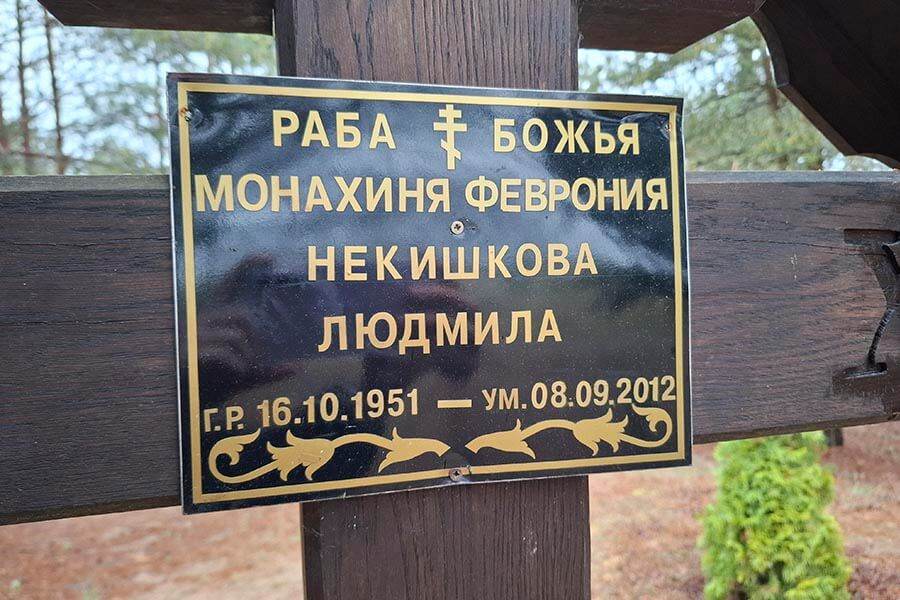 РАБА БОЖЬЯ
МОНАХИНЯ ФЕВРОНИЯ
НЕКИШКОВА
ЛЮДМИЛА
Г.Р. 16.10.1951 — УМ. 08.09.2012